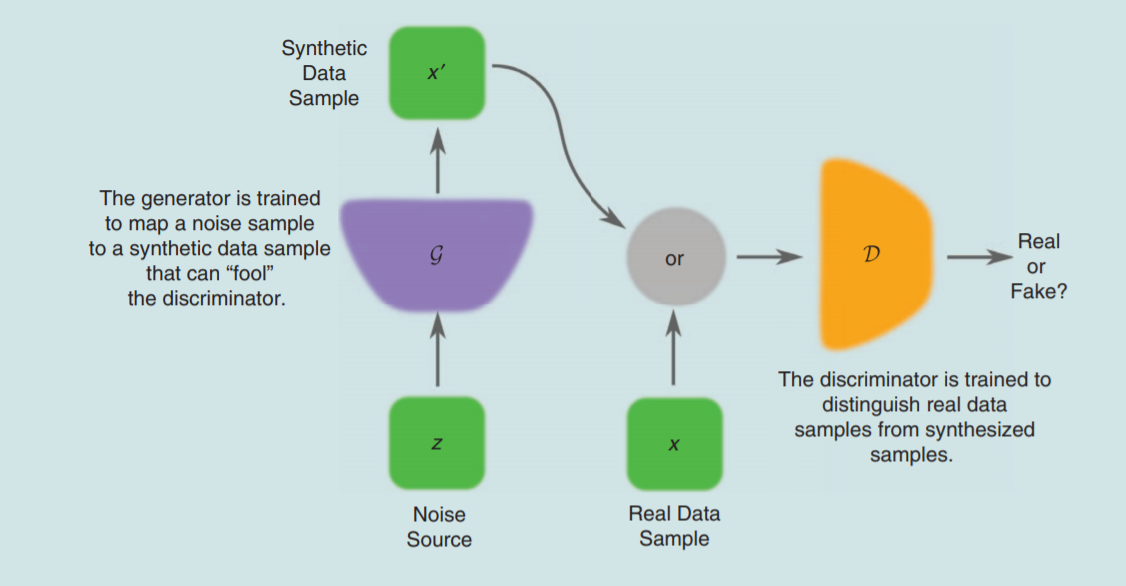 Synthetic
Data
Sample
x′
The generator is trained
to map a noise sample
to a synthetic data sample
that can “fool”
the discriminator.
𝒢
z
Noise
Source
or
x
Real Data
Sample
𝒟
Real
or
Fake?
The discriminator is trained to
distinguish real data
samples from synthesized
samples.